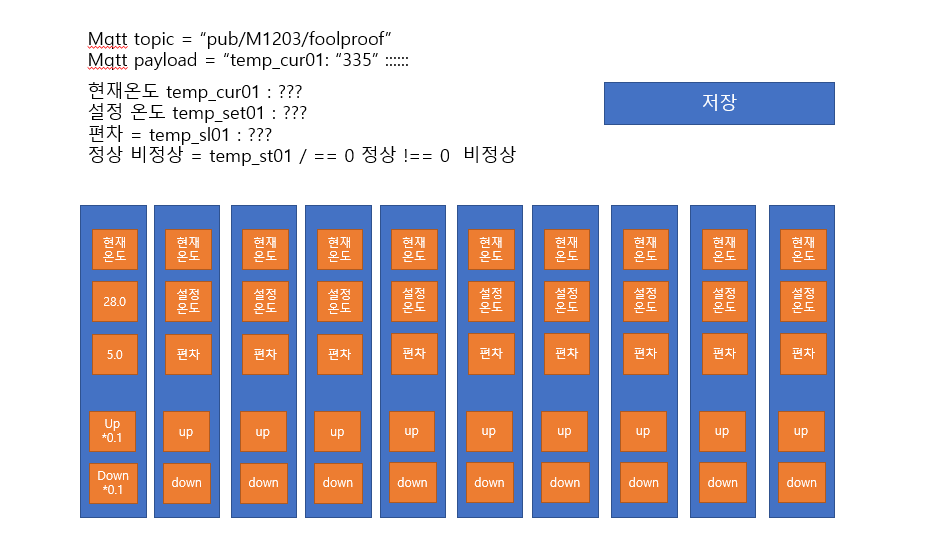 Mqtt topic = “pub/M1203/foolproof”
Mqtt payload = “temp_cur01: “335” ::::::
현재온도 temp_cur01 : ???
설정 온도 temp_set01 : ???
편차 = temp_sl01 : ???
정상 비정상 = temp_st01 / == 0 정상 !== 0 비정상
저장
현재 현재 현재 현재 현재 현재 현재 현재 현재 현재
온도 온도 온도 온도 온도 온도 온도 온도 온도 온도
28.0 설정 설정 설정 설정 설정 설정 설정 설정 설정
온도 온도 온도 온도 온도 온도 온도 온도 온도
5.0 편차 편차 편차 편차 편차 편차 편차 편차 편차
Up up up up up up up up up up
*0.1
Down down down down down down down down down down
*0.1